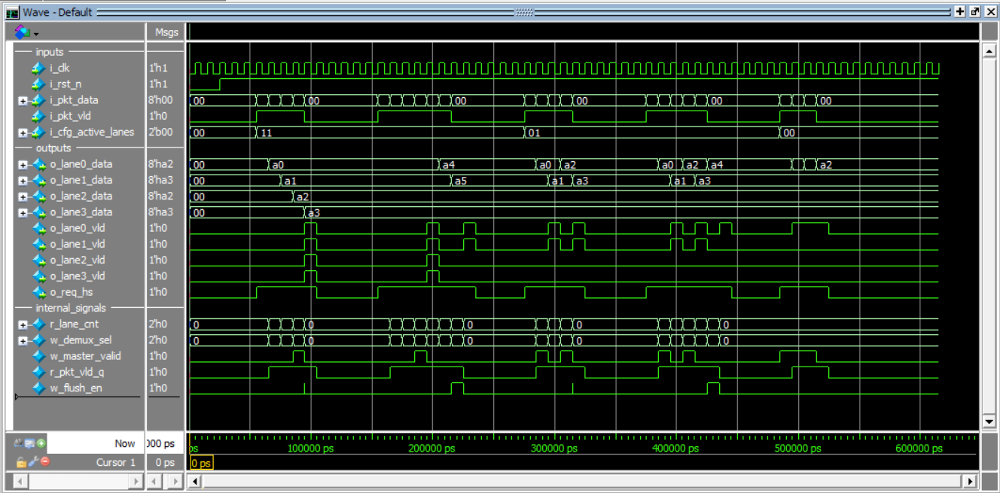 Wave - Default
Msgs
inputs
i_clk 1'h1
i_rst_n 1'h1
i_pkt_data 8'h00 00 00 00 00 00 00
i_pkt_vld 1'h0
i_cfg_active_lanes 2'b00 00 11 01 00
outputs
o_lane0_data 8'ha2 00 a0 a4 a0 a2 a0 a2 a4 a2
o_lane1_data 8'ha3 00 a1 a5 a1 a3 a1 a3
o_lane2_data 8'ha2 00 a2
o_lane3_data 8'ha3 00 a3
o_lane0_vld 1'h0
o_lane1_vld 1'h0
o_lane2_vld 1'h0
o_lane3_vld 1'h0
o_req_hs 1'h0
internal_signals
r_lane_cnt 2'h0 0 0 0 0 0
w_demux_sel 2'h0 0 0 0 0 0
w_master_valid 1'h0
r_pkt_vld_q 1'h0
w_flush_en 1'h0
Now 000 ps ps 100000 ps 200000 ps 300000 ps 400000 ps 500000 ps 600000 ps
Cursor 1 0 ps 0 ps